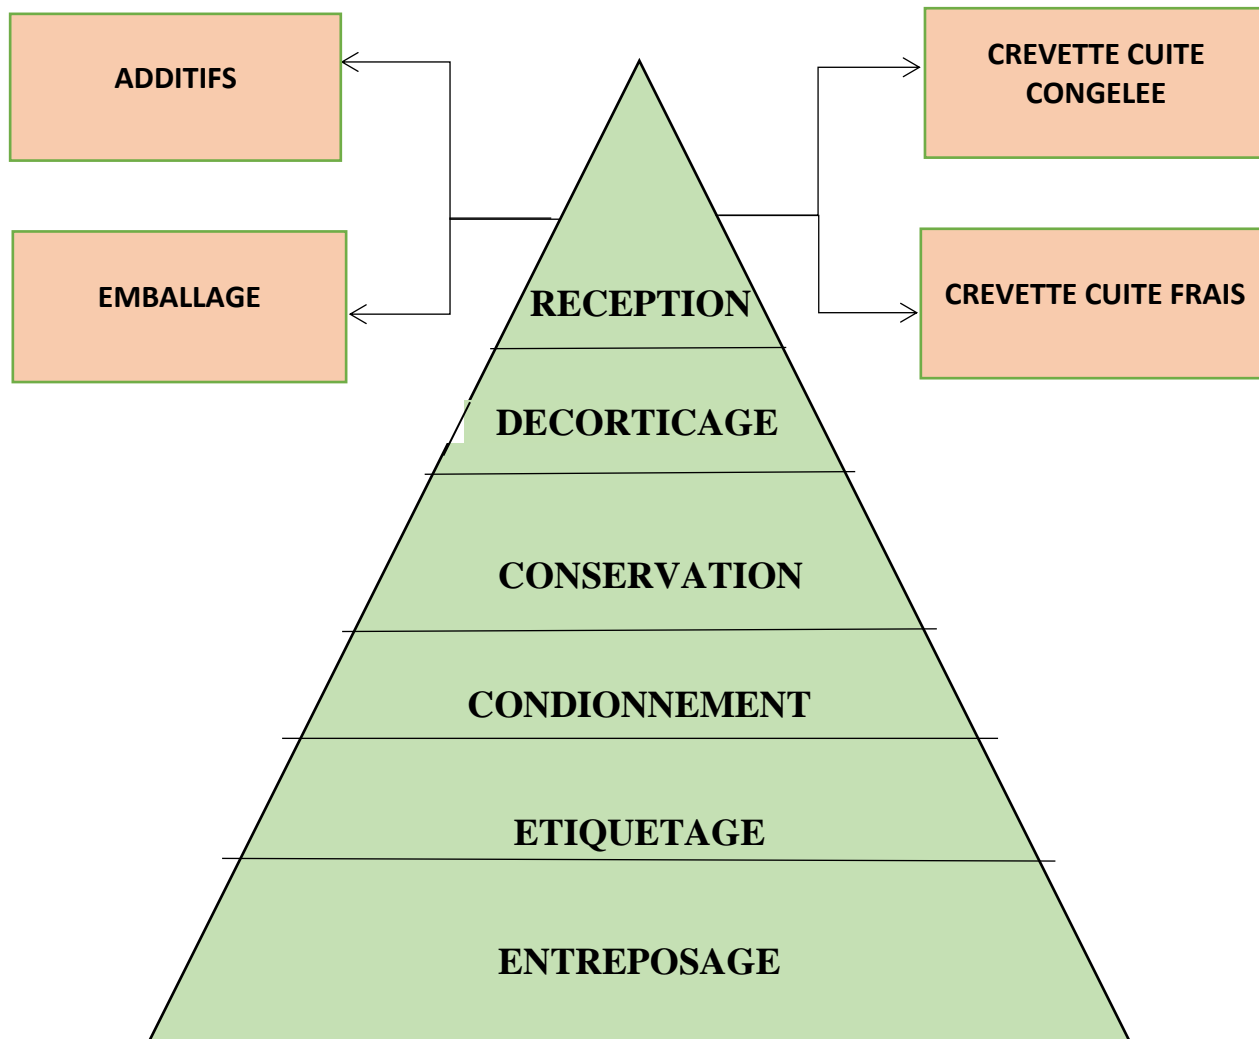 ADDITIFS
CREVETTE CUITE
CONGELEE
EMBALLAGE
CREVETTE CUITE FRAIS
RECEPTION
DECORTICAGE
CONSERVATION
CONDIONNEMENT
ETIQUETAGE
ENTREPOSAGE